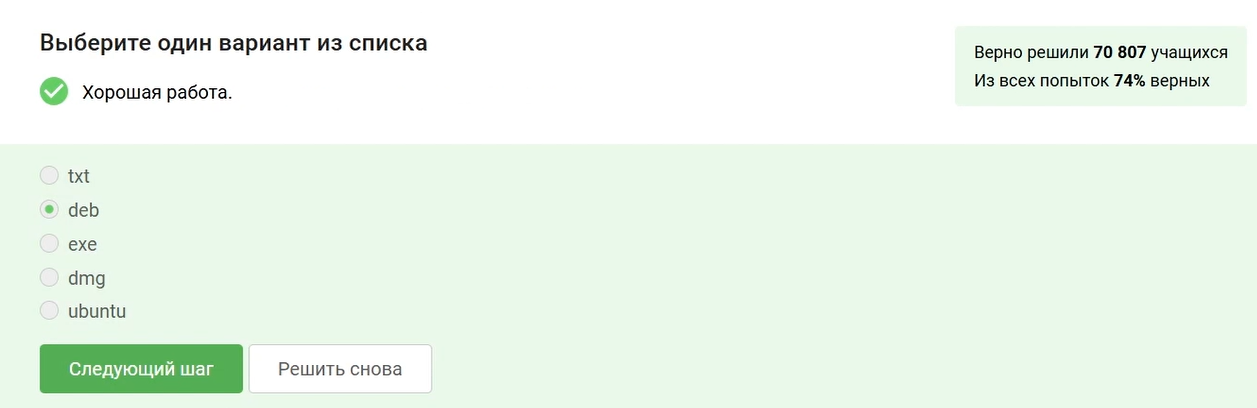 Выберите один вариант из списка
Верно решили 70 807 учащихся
Из всех попыток 74% верных
Хорошая работа.
txt
deb
exe
dmg
ubuntu
Следующий шаг
Решить снова